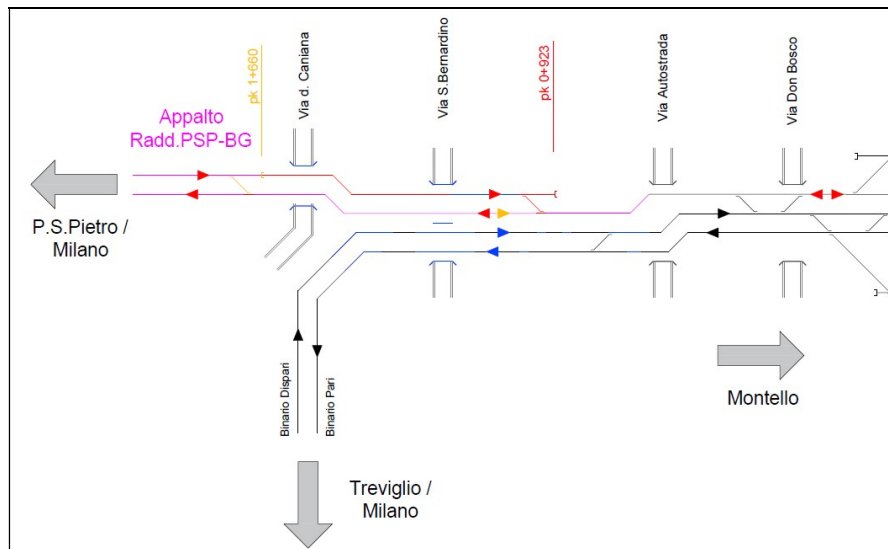 pk 1+660
Via d. Caniana
Via S.Bernardino
pk 0+923
Via Autostrada
Via Don Bosco
Appalto
Radd.PSP-BG
P.S.Pietro /
Milano
Binario Dispari
Binario Pari
Montello
Treviglio /
Milano